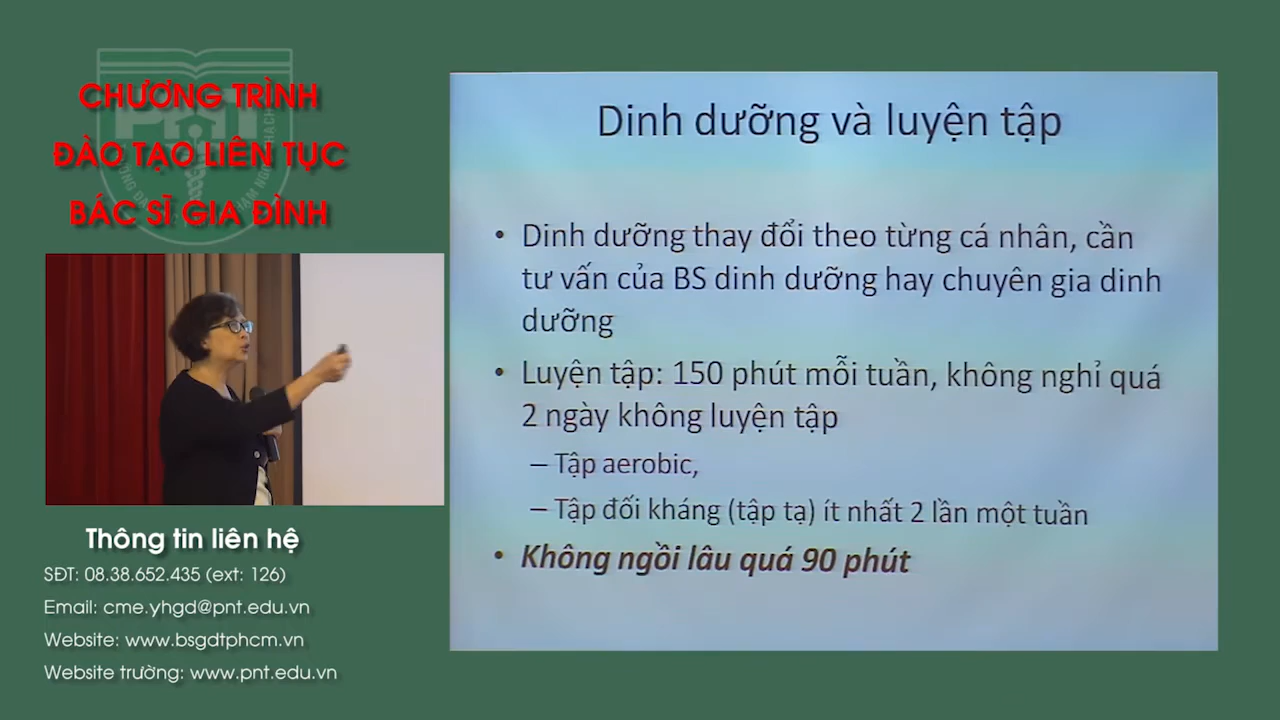 CHƯƠNG TRÌNH
ĐÀO TẠO LIÊN TỤC
BÁC SĨ GIA ĐÌNH
Thông tin liên hệ
SĐT: 08.38.652.435 (ext: 126)
Email: cme.yhgd@pnt.edu.vn
Website: www.bsgdtphcm.vn
Website trường: www.pnt.edu.vn
Dinh dưỡng và luyện tập
• Dinh dưỡng thay đổi theo từng cá nhân, cần
tư vấn của BS dinh dưỡng hay chuyên gia dinh
dưỡng
• Luyện tập: 150 phút mỗi tuần, không nghỉ quá
2 ngày không luyện tập
– Tập aerobic,
– Tập đối kháng (tập tạ) ít nhất 2 lần một tuần
• Không ngồi lâu quá 90 phút